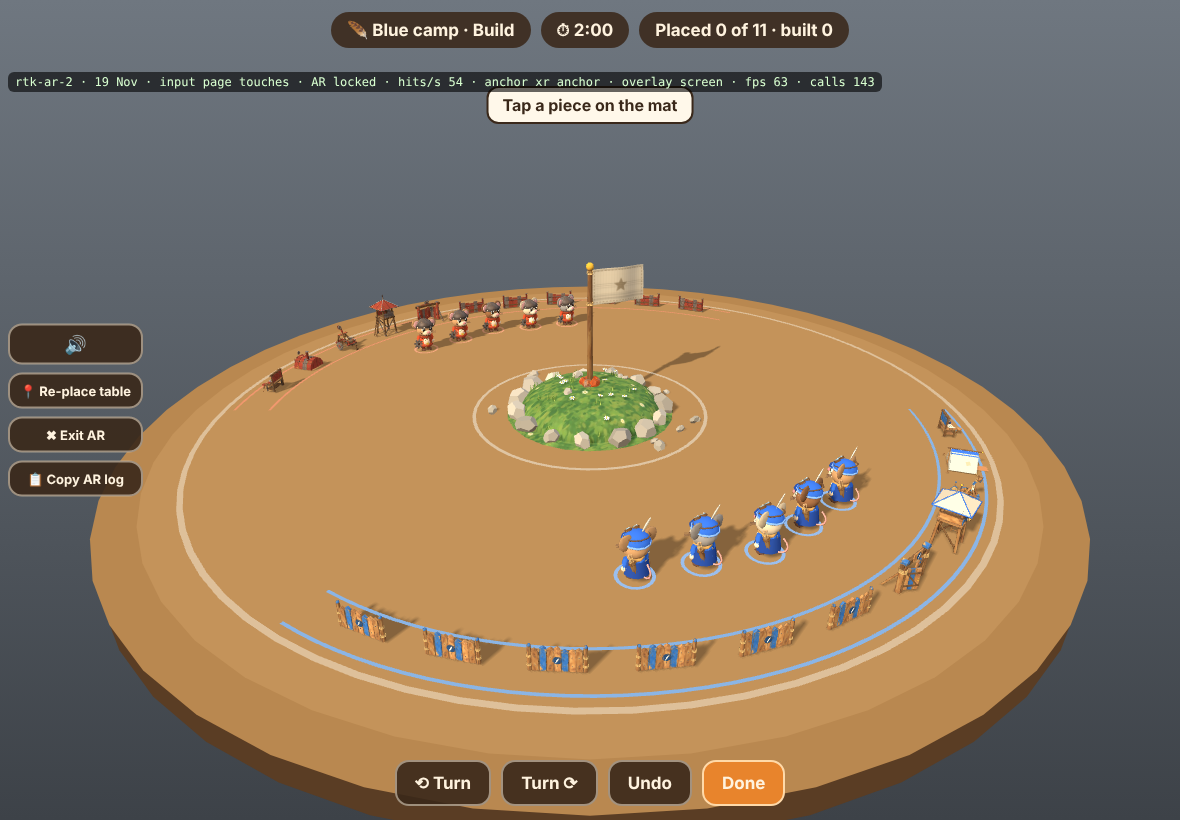 🪶 Blue camp · Build
⏱ 2:00
Placed 0 of 11 · built 0
rtk-ar-2 · 19 Nov · input page touches · AR locked · hits/s 54 · anchor xr anchor · overlay screen · fps 63 · calls 143
Tap a piece on the mat
📍 Re-place table
✖ Exit AR
📋 Copy AR log
⟲ Turn
Turn ⟳
Undo
Done